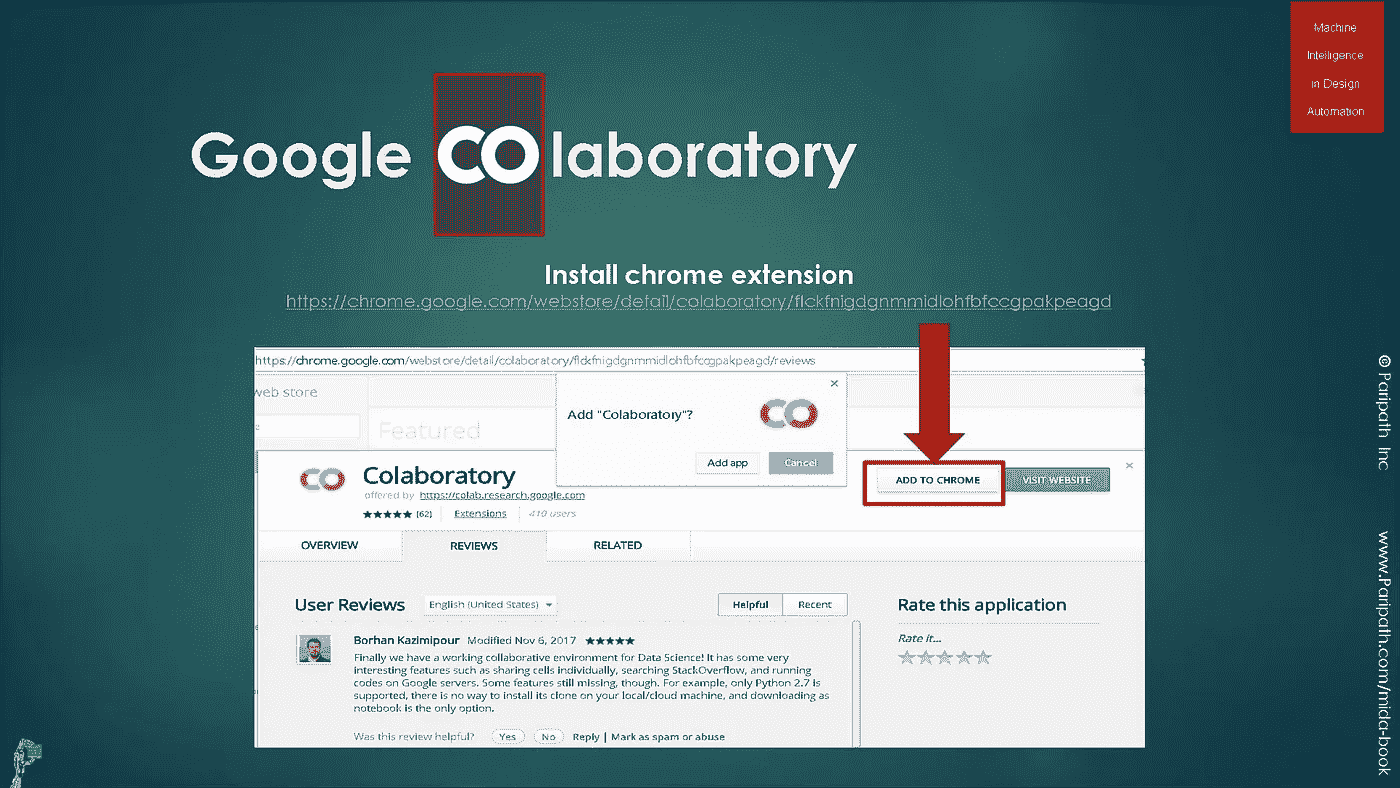 Machine
Intelligence
in Design
Automation
Google COlaboratory
Install chrome extension
https://chrome.google.com/webstore/detail/colaboratory/flckfnigdgnmmidlohfbfccgpakpeagd
https://chrome.google.com/webstore/detail/colaboratory/flckfnigdgnmmidlohfbfccgpakpeagd/reviews
web store
Featured
Add "Colaboratory"?
CO
Add app Cancel
CO
Colaboratory
offered by https://colab.research.google.com
(62) Extensions 410 users
ADD TO CHROME VISIT WEBSITE
OVERVIEW REVIEWS RELATED
User Reviews English (United States) Helpful Recent
Rate this application
Rate it...
Borhan Kazimipour Modified Nov 6, 2017
Finally we have a working collaborative environment for Data Science! It has some very
interesting features such as sharing cells individually, searching StackOverflow, and running
codes on Google servers. Some features still missing, though. For example, only Python 2.7 is
supported, there is no way to install its clone on your local/cloud machine, and downloading as
notebook is the only option.
Was this review helpful? Yes No Reply | Mark as spam or abuse
© Paripath Inc
www.Paripath.com/mida-book